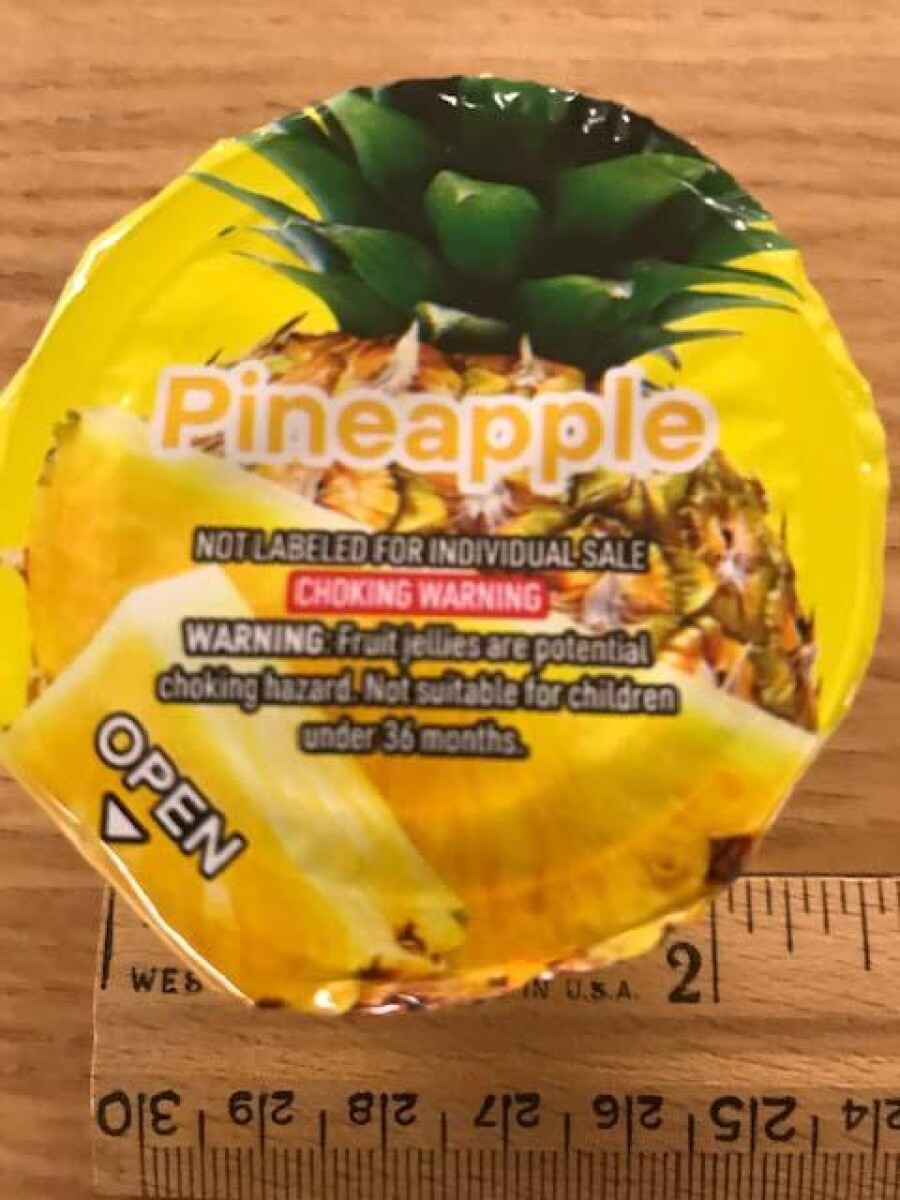 Pineapple
NOT LABELED FOR INDIVIDUAL SALE
CHOKING WARNING
WARNING: Fruit jellies are potential
choking hazard. Not suitable for children
under 36 months.
OPEN
IN U.S.A. 2
30 29 28 27 26 25 24